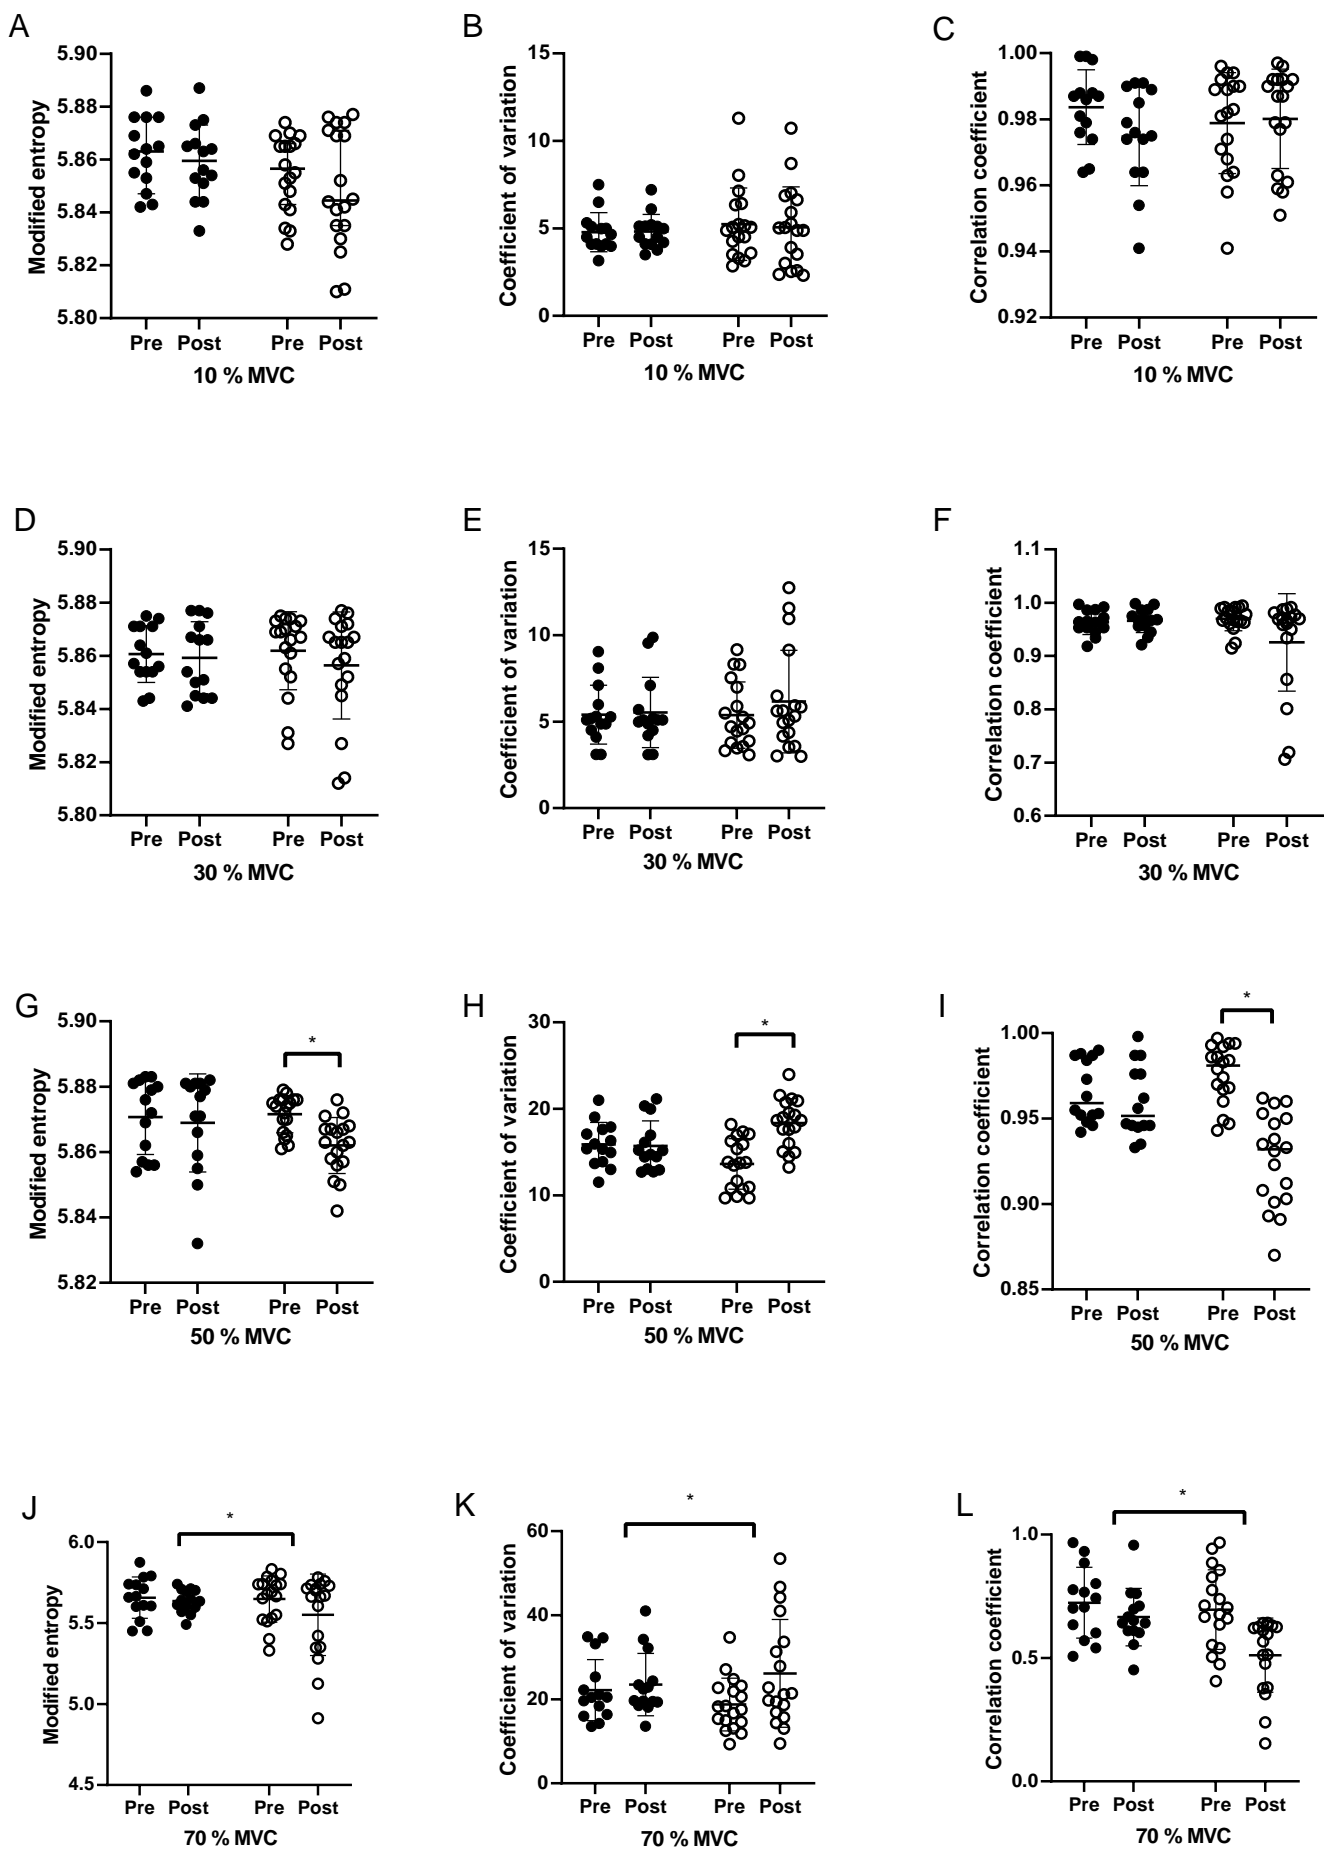 A
Modified entropy
5.90
5.88
5.86
5.84
5.82
5.80
Pre Post Pre Post
10 % MVC
B
Coefficient of variation
15
10
5
0
Pre Post Pre Post
10 % MVC
C
Correlation coefficient
1.00
0.98
0.96
0.94
0.92
Pre Post Pre Post
10 % MVC
D
Modified entropy
5.90
5.88
5.86
5.84
5.82
5.80
Pre Post Pre Post
30 % MVC
E
Coefficient of variation
15
10
5
0
Pre Post Pre Post
30 % MVC
F
Correlation coefficient
1.1
1.0
0.9
0.8
0.7
0.6
Pre Post Pre Post
30 % MVC
G
Modified entropy
5.90
5.88
5.86
5.84
5.82
*
Pre Post Pre Post
50 % MVC
H
Coefficient of variation
30
20
10
0
*
Pre Post Pre Post
50 % MVC
I
Correlation coefficient
1.00
0.95
0.90
0.85
*
Pre Post Pre Post
50 % MVC
J
Modified entropy
6.0
5.5
5.0
4.5
*
Pre Post Pre Post
70 % MVC
K
Coefficient of variation
60
40
20
0
*
Pre Post Pre Post
70 % MVC
L
Correlation coefficient
1.0
0.5
0.0
*
Pre Post Pre Post
70 % MVC